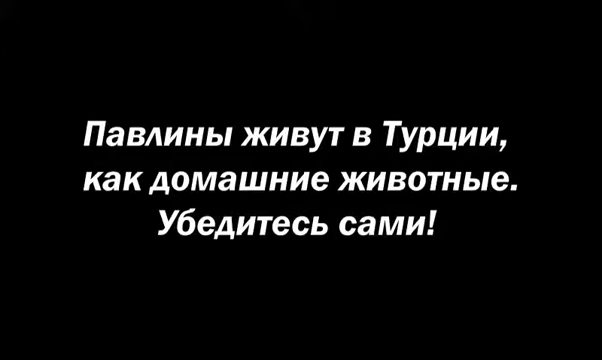 Павлины живут в Турции,
как домашние животные.
Убедитесь сами!